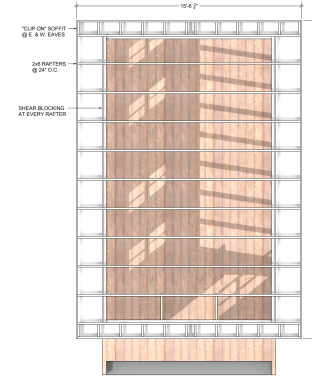 15'-6 ½"
"CLIP ON" SOFFIT
@ E. & W. EAVES
2x6 RAFTERS
@ 24" O.C.
SHEAR BLOCKING
AT EVERY RAFTER